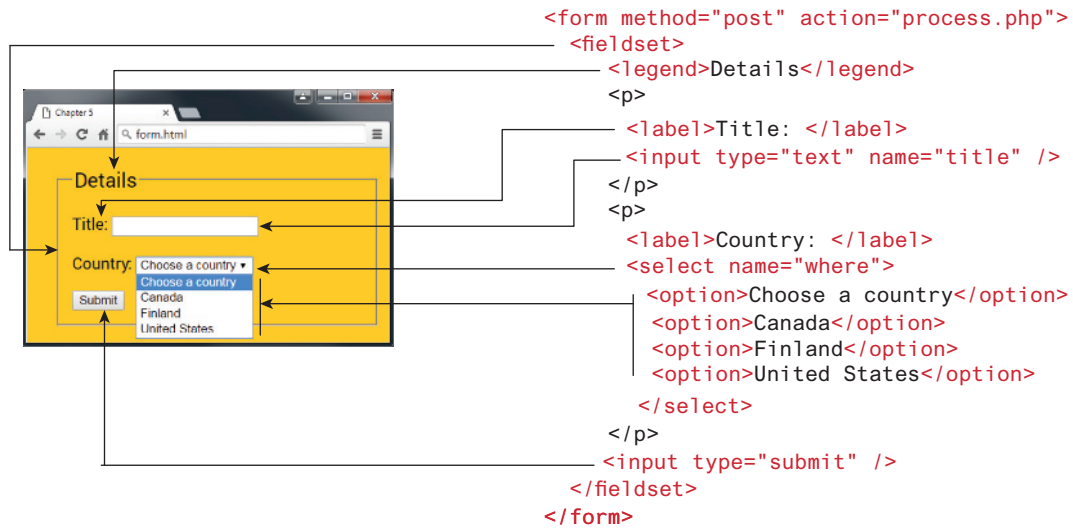 <form method="post" action="process.php">
<fieldset>
<legend>Details</legend>
<p>
<label>Title: </label>
<input type="text" name="title" />
</p>
<p>
<label>Country: </label>
<select name="where">
<option>Choose a country</option>
<option>Canada</option>
<option>Finland</option>
<option>United States</option>
</select>
</p>
<input type="submit" />
</fieldset>
</form>
Chapter 5
form.html
Details
Title:
Country: Choose a country
Choose a country
Canada
Finland
United States
Submit